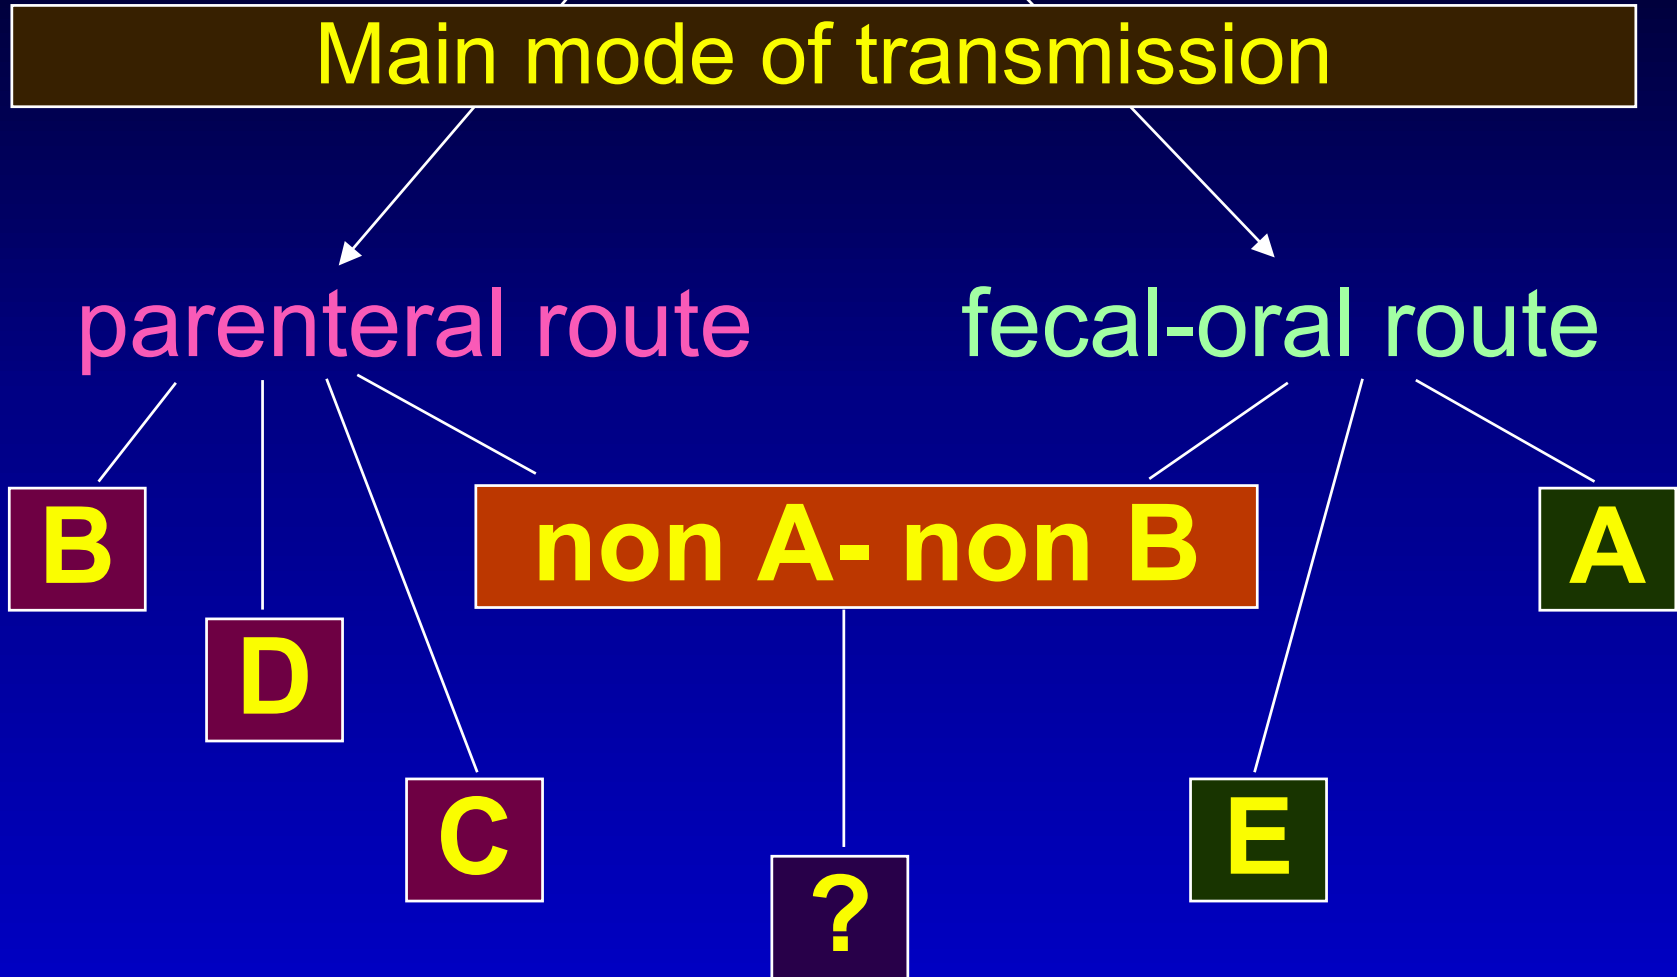 Main mode of transmission
parenteral route
fecal-oral route
B
non A- non B
A
D
C
E
?